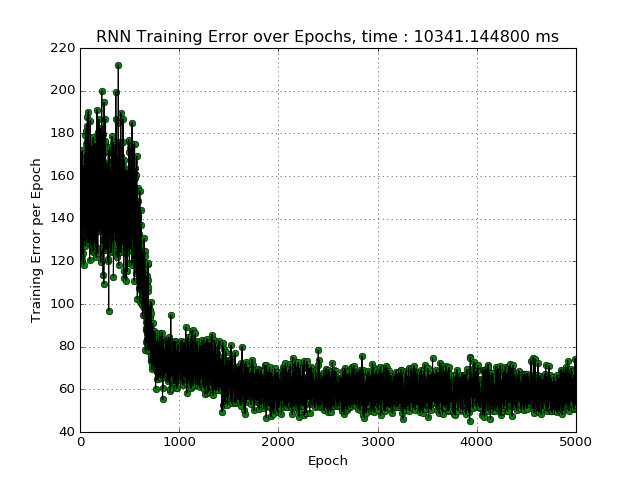 RNN Training Error over Epochs, time : 10341.144800 ms
220
200
180
160
140
120
100
80
60
40
Training Error per Epoch
0 1000 2000 3000 4000 5000
Epoch